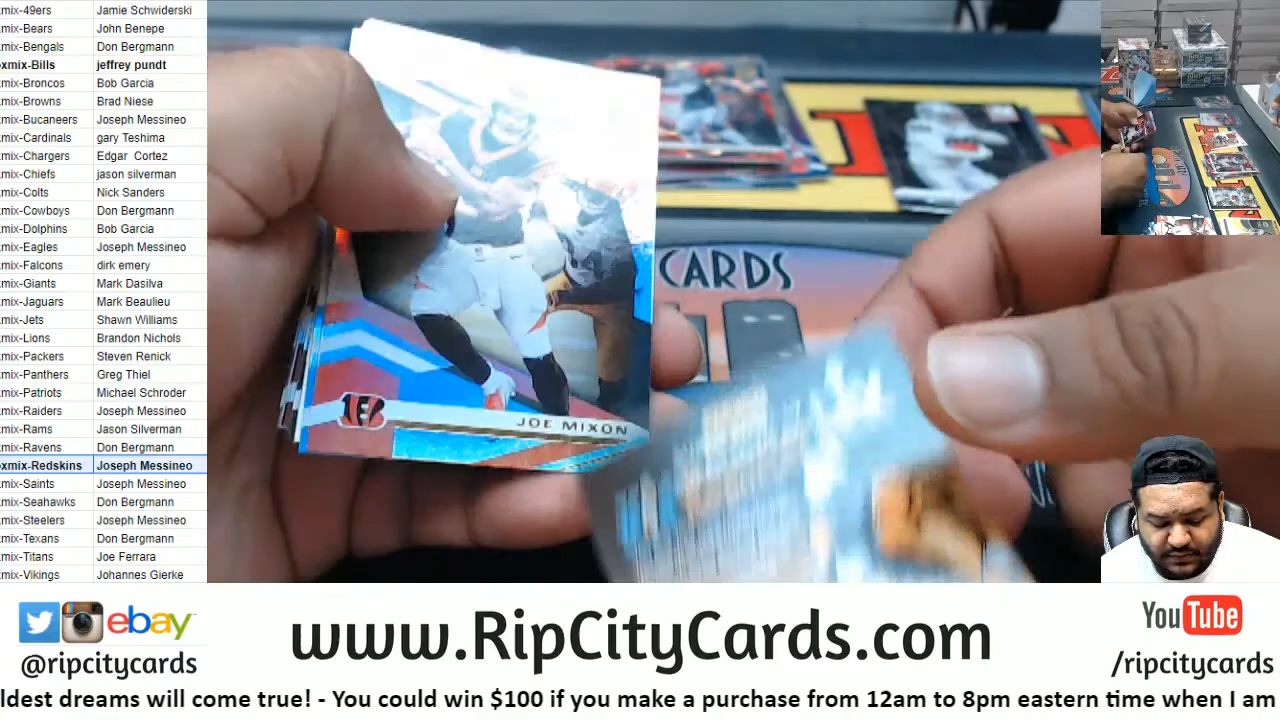 mix-49ers Jamie Schwiderski
mix-Bears John Benepe
mix-Bengals Don Bergmann
xmix-Bills jeffrey pundt
mix-Broncos Bob Garcia
mix-Browns Brad Niese
mix-Bucaneers Joseph Messineo
mix-Cardinals gary Teshima
mix-Chargers Edgar Cortez
mix-Chiefs jason silverman
mix-Colts Nick Sanders
mix-Cowboys Don Bergmann
mix-Dolphins Bob Garcia
mix-Eagles Joseph Messineo
mix-Falcons dirk emery
mix-Giants Mark Dasilva
mix-Jaguars Mark Beaulieu
mix-Jets Shawn Williams
mix-Lions Brandon Nichols
mix-Packers Steven Renick
mix-Panthers Greg Thiel
mix-Patriots Michael Schroder
mix-Raiders Joseph Messineo
mix-Rams Jason Silverman
mix-Ravens Don Bergmann
xmix-Redskins Joseph Messineo
mix-Saints Joseph Messineo
mix-Seahawks Don Bergmann
mix-Steelers Joseph Messineo
mix-Texans Don Bergmann
mix-Titans Joe Ferrara
mix-Vikings Johannes Gierke
CARDS
JOE MIXON
ebay
@ripcitycards
www.RipCityCards.com
YouTube
/ripcitycards
ldest dreams will come true! - You could win $100 if you make a purchase from 12am to 8pm eastern time when I am